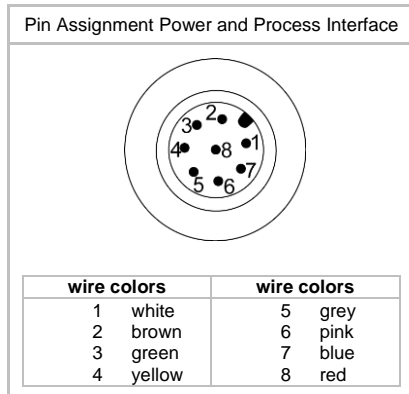 Pin Assignment Power and Process Interface
2
3
1
4
8
7
5
6
wire colors wire colors
1 white 5 grey
2 brown 6 pink
3 green 7 blue
4 yellow 8 red